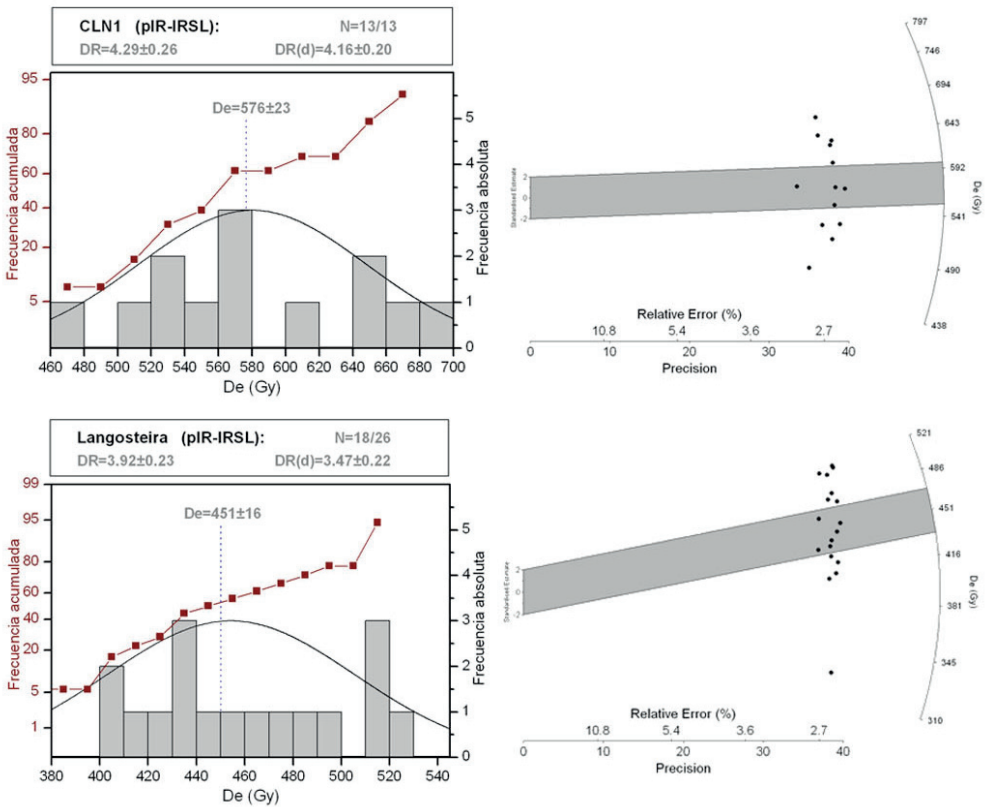 CLN1 (pIR-IRSL): N=13/13
DR=4.29±0.26 DR(d)=4.16±0.20
De=576±23
Frecuencia acumulada
95
80
60
40
20
5
Frecuencia absoluta
5
4
3
2
1
0
460 480 500 520 540 560 580 600 620 640 660 680 700
De (Gy)
Standardised Estimate
2
0
-2
797
746
694
643
592
541
490
438
De (Gy)
Relative Error (%)
10.8 5.4 3.6 2.7
0 10 20 30 40
Precision
Langosteira (pIR-IRSL): N=18/26
DR=3.92±0.23 DR(d)=3.47±0.22
De=451±16
Frecuencia acumulada
99
95
80
60
40
20
5
1
Frecuencia absoluta
5
4
3
2
1
0
380 400 420 440 460 480 500 520 540
De (Gy)
Standardised Estimate
2
0
-2
521
486
451
416
381
345
310
De (Gy)
Relative Error (%)
10.8 5.4 3.6 2.7
0 10 20 30 40
Precision